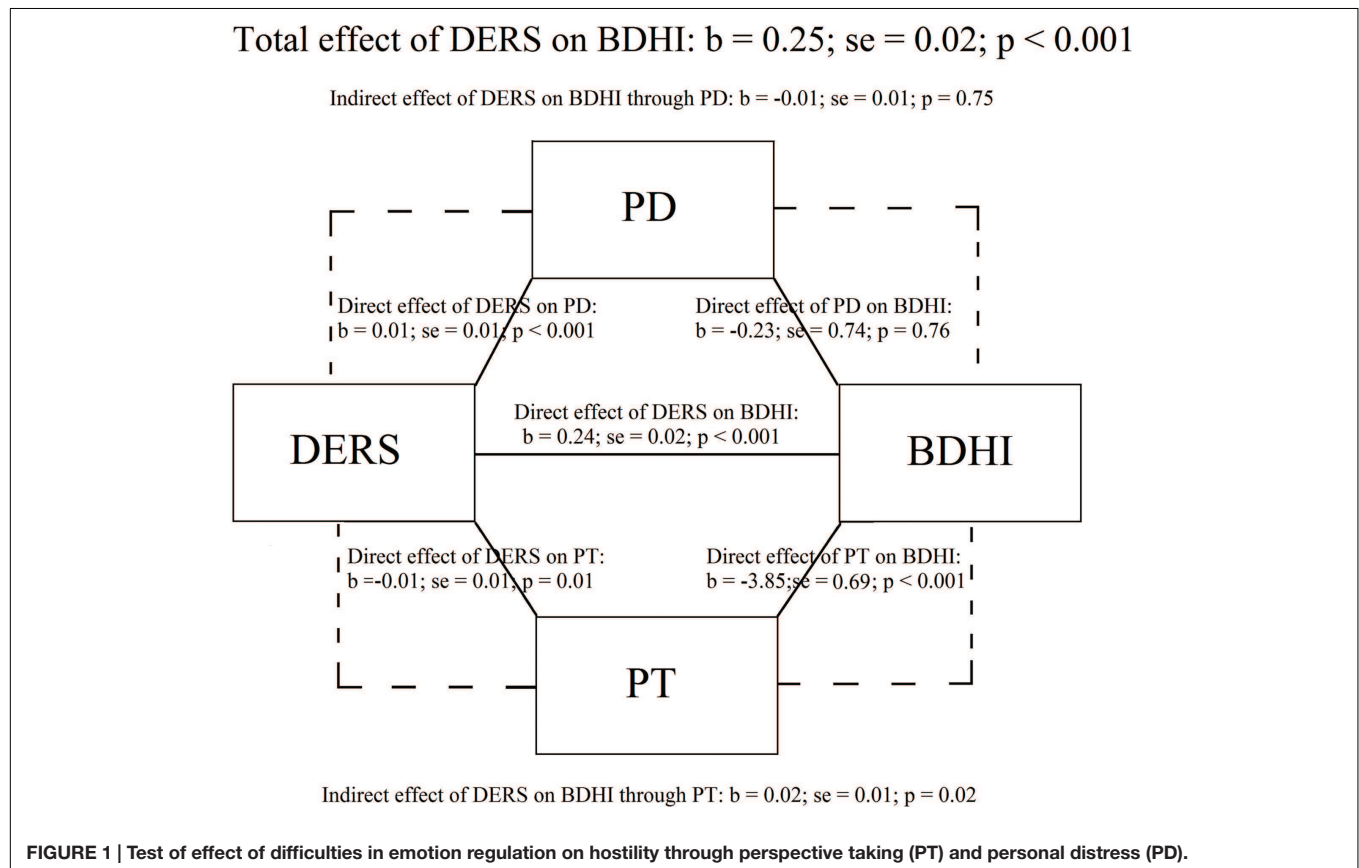 Total effect of DERS on BDHI: b = 0.25; se = 0.02; p < 0.001
Indirect effect of DERS on BDHI through PD: b = -0.01; se = 0.01; p = 0.75
PD
Direct effect of DERS on PD:
b = 0.01; se = 0.01; p < 0.001
Direct effect of PD on BDHI:
b = -0.23; se = 0.74; p = 0.76
DERS
Direct effect of DERS on BDHI:
b = 0.24; se = 0.02; p < 0.001
BDHI
Direct effect of DERS on PT:
b =-0.01; se = 0.01; p = 0.01
Direct effect of PT on BDHI:
b = -3.85;se = 0.69; p < 0.001
PT
Indirect effect of DERS on BDHI through PT: b = 0.02; se = 0.01; p = 0.02
FIGURE 1 | Test of effect of difficulties in emotion regulation on hostility through perspective taking (PT) and personal distress (PD).